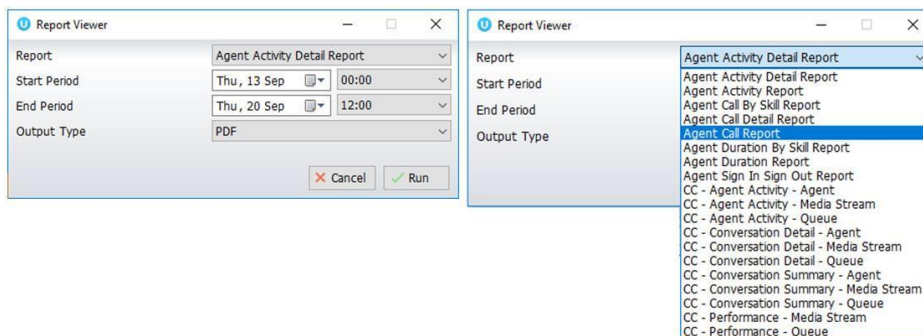 Report Viewer
Report
Agent Activity Detail Report
Start Period
Thu, 13 Sep
00:00
End Period
Thu, 20 Sep
12:00
Output Type
PDF
Cancel
Run
Report Viewer
Report
Agent Activity Detail Report
Start Period
End Period
Output Type
Agent Activity Detail Report
Agent Activity Report
Agent Call By Skill Report
Agent Call Detail Report
Agent Call Report
Agent Duration By Skill Report
Agent Duration Report
Agent Sign In Sign Out Report
CC - Agent Activity - Agent
CC - Agent Activity - Media Stream
CC - Agent Activity - Queue
CC - Conversation Detail - Agent
CC - Conversation Detail - Media Stream
CC - Conversation Detail - Queue
CC - Conversation Summary - Agent
CC - Conversation Summary - Media Stream
CC - Conversation Summary - Queue
CC - Performance - Media Stream
CC - Performance - Queue